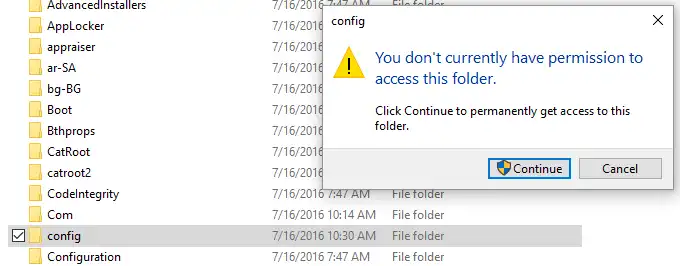 AdvancedInstallers 7/16/2016 7:47 AM File folder
AppLocker 7/16/2016
appraiser 7/16/2016
ar-SA 7/16/2016
bg-BG 7/16/2016
Boot 7/16/2016
Bthprops 7/16/2016
CatRoot 7/16/2016
catroot2 7/16/2016
CodeIntegrity 7/16/2016 7:47 AM File folder
Com 7/16/2016 10:14 AM File folder
config 7/16/2016 10:30 AM File folder
Configuration 7/16/2016 7:47 AM File folder
config
You don't currently have permission to
access this folder.
Click Continue to permanently get access to this
folder.
Continue Cancel